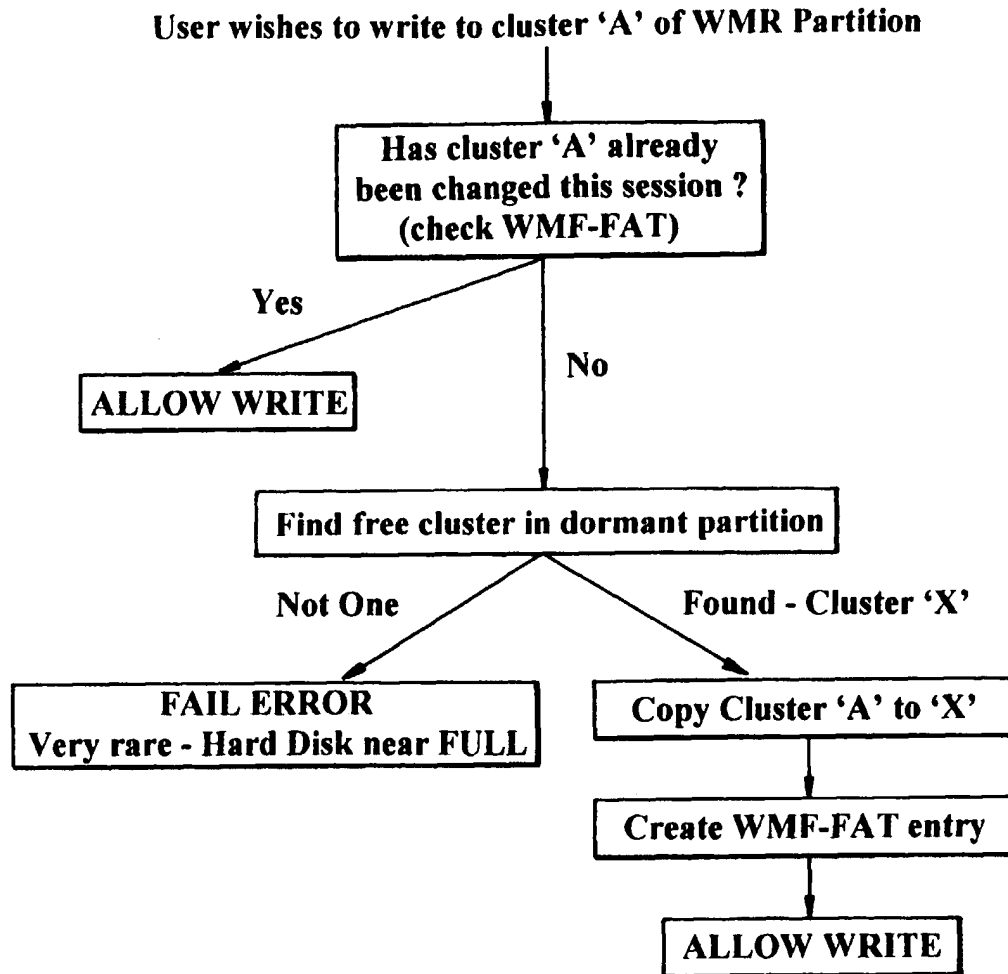 User wishes to write to cluster ‘A’ of WMR Partition
Has cluster ‘A’ already
been changed this session ?
(check WMF-FAT)
Yes
No
ALLOW WRITE
Find free cluster in dormant partition
Not One
Found - Cluster ‘X’
FAIL ERROR
Very rare - Hard Disk near FULL
Copy Cluster ‘A’ to ‘X’
Create WMF-FAT entry
ALLOW WRITE